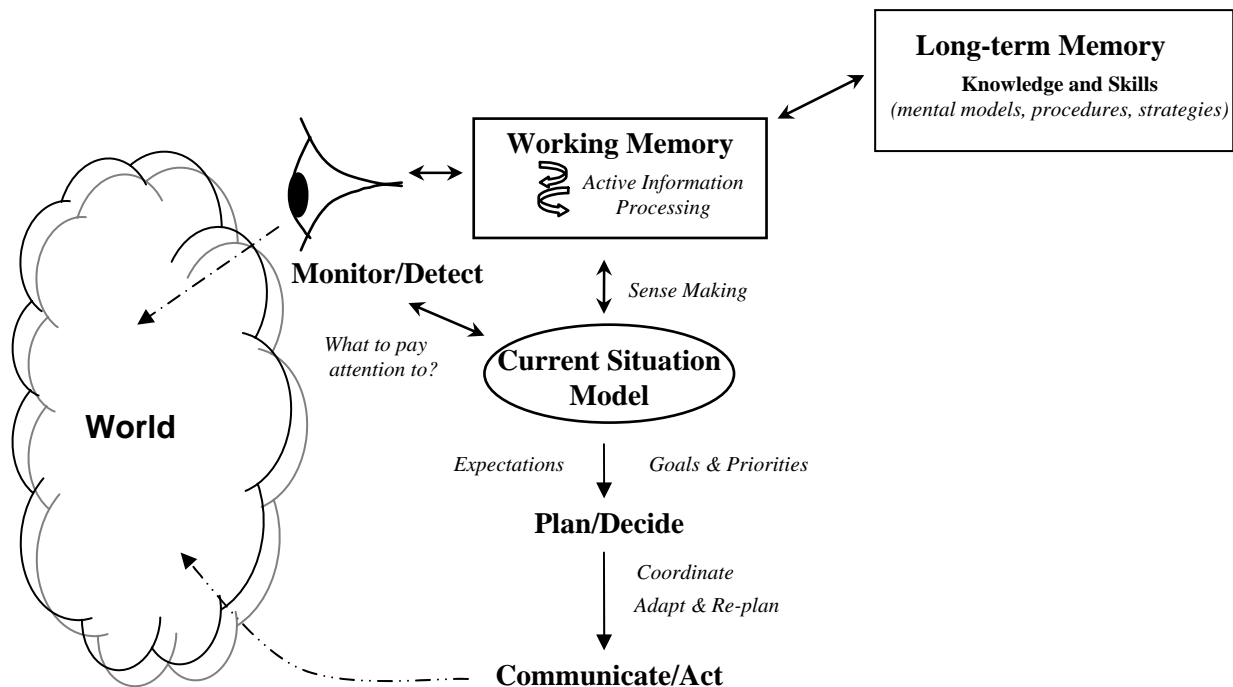 Long-term Memory
Knowledge and Skills
(mental models, procedures, strategies)
Working Memory
Active Information
Processing
Monitor/Detect
Sense Making
What to pay
attention to?
Current Situation
Model
World
Expectations
Goals & Priorities
Plan/Decide
Coordinate
Adapt & Re-plan
Communicate/Act